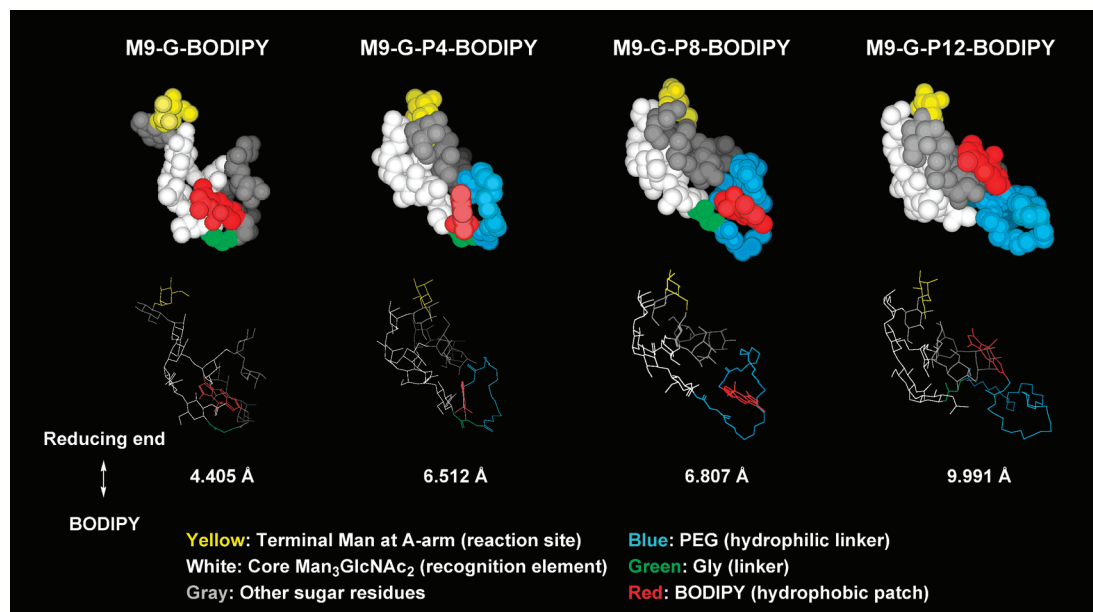 M9-G-BODIPY
M9-G-P4-BODIPY
M9-G-P8-BODIPY
M9-G-P12-BODIPY
Reducing end
BODIPY
4.405 Å
6.512 Å
6.807 Å
9.991 Å
Yellow: Terminal Man at A-arm (reaction site)
White: Core Man₃GlcNAc₂ (recognition element)
Gray: Other sugar residues
Blue: PEG (hydrophilic linker)
Green: Gly (linker)
Red: BODIPY (hydrophobic patch)